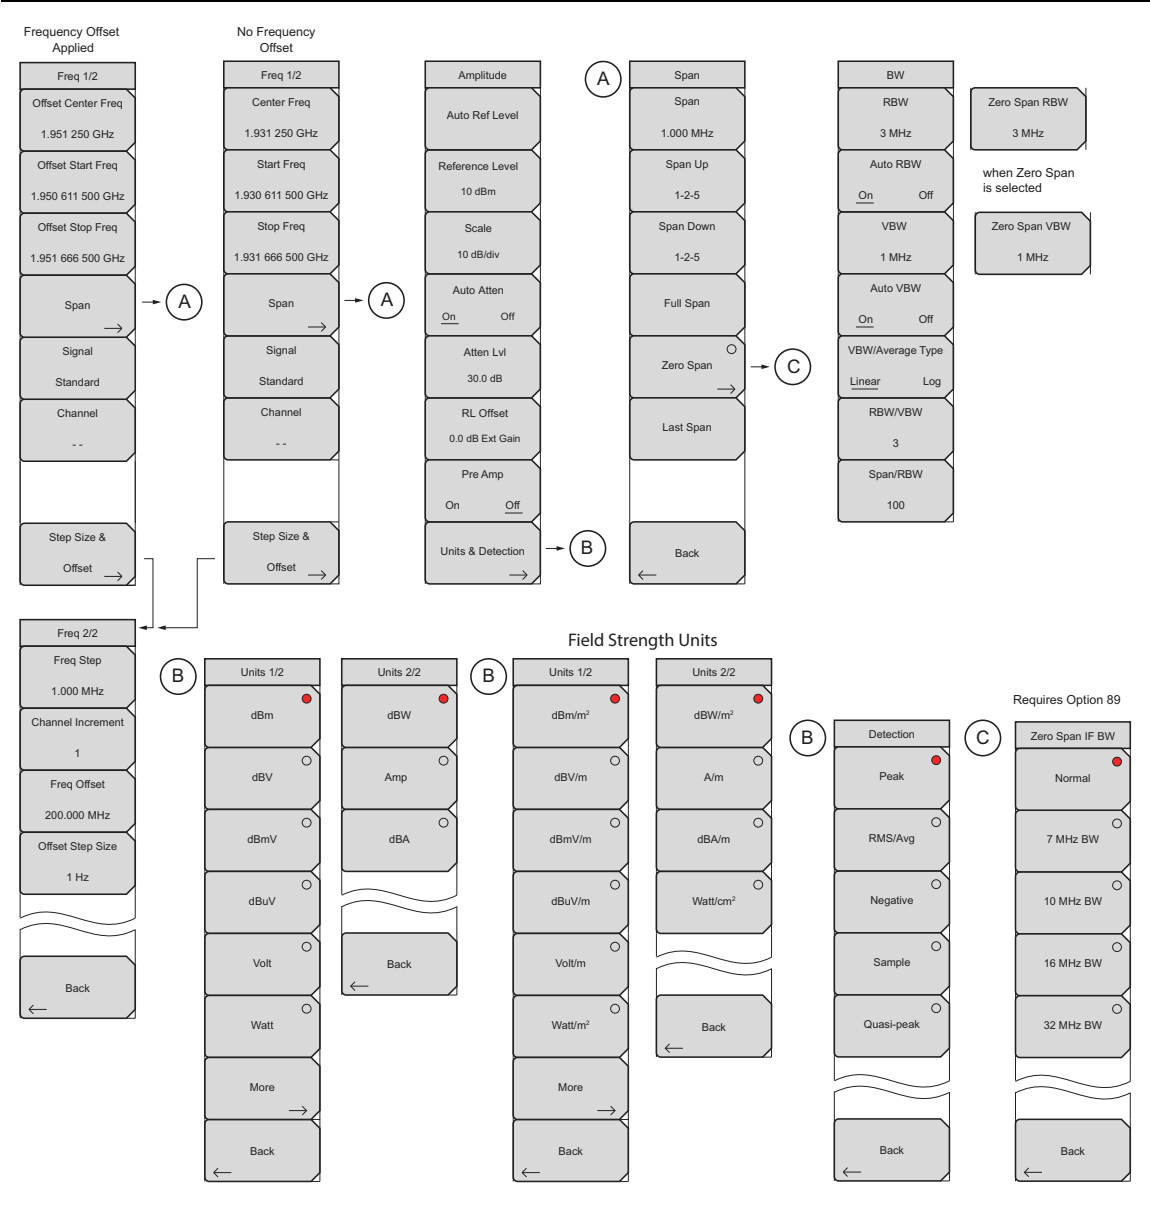 Frequency Offset
Applied
Freq 1/2
Offset Center Freq
1.951 250 GHz
Offset Start Freq
1.950 611 500 GHz
Offset Stop Freq
1.951 666 500 GHz
Span
Signal
Standard
Channel
- -
Step Size &
Offset
No Frequency
Offset
Freq 1/2
Center Freq
1.931 250 GHz
Start Freq
1.930 611 500 GHz
Stop Freq
1.931 666 500 GHz
Span
Signal
Standard
Channel
- -
Step Size &
Offset
A
A
Amplitude
Auto Ref Level
Reference Level
10 dBm
Scale
10 dB/div
Auto Atten
On Off
Atten Lvl
30.0 dB
RL Offset
0.0 dB Ext Gain
Pre Amp
On Off
Units & Detection
B
A
Span
Span
1.000 MHz
Span Up
1-2-5
Span Down
1-2-5
Full Span
Zero Span
Last Span
Back
C
BW
RBW
3 MHz
Auto RBW
On Off
VBW
1 MHz
Auto VBW
On Off
VBW/Average Type
Linear Log
RBW/VBW
3
Span/RBW
100
Zero Span RBW
3 MHz
when Zero Span
is selected
Zero Span VBW
1 MHz
Freq 2/2
Freq Step
1.000 MHz
Channel Increment
1
Freq Offset
200.000 MHz
Offset Step Size
1 Hz
Back
B
Units 1/2
dBm
dBV
dBmV
dBuV
Volt
Watt
More
Back
Units 2/2
dBW
Amp
dBA
Back
Field Strength Units
B
Units 1/2
dBm/m²
dBV/m
dBmV/m
dBuV/m
Volt/m
Watt/m²
More
Back
Units 2/2
dBW/m²
A/m
dBA/m
Watt/cm²
Back
B
Detection
Peak
RMS/Avg
Negative
Sample
Quasi-peak
Back
Requires Option 89
C
Zero Span IF BW
Normal
7 MHz BW
10 MHz BW
16 MHz BW
32 MHz BW
Back